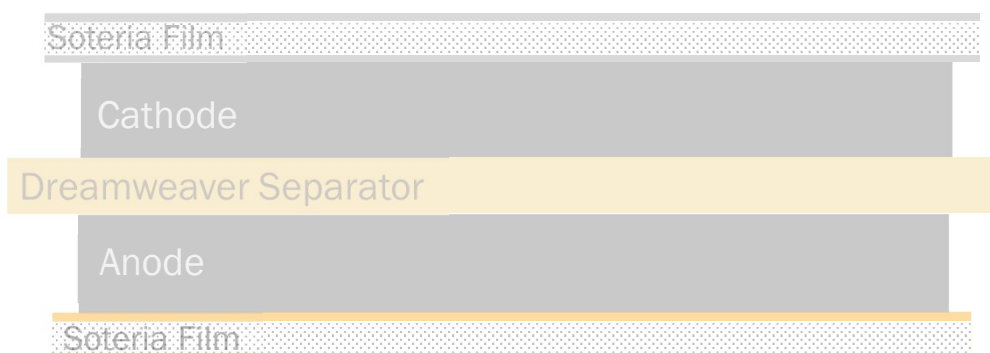 Soteria Film
Cathode
Dreamweaver Separator
Anode
Soteria Film